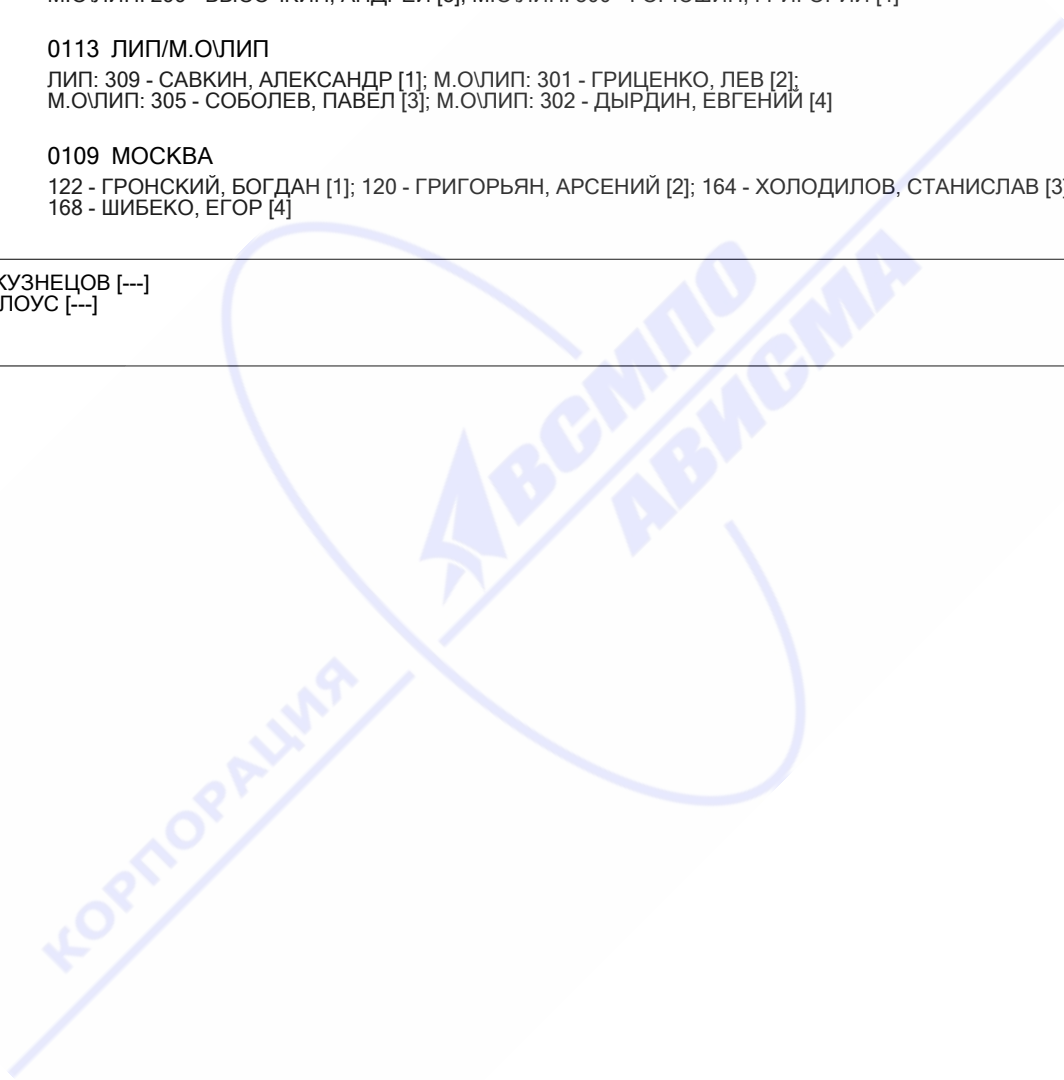 0113 ЛИП/М.О\ЛИП
ЛИП: 309 - САВКИН, АЛЕКСАНДР [1]; М.О\ЛИП: 301 - ГРИЦЕНКО, ЛЕВ [2];
М.О\ЛИП: 305 - СОБОЛЕВ, ПАВЕЛ [3]; М.О\ЛИП: 302 - ДЫРДИН, ЕВГЕНИЙ [4]
0109 МОСКВА
122 - ГРОНСКИЙ, БОГДАН [1]; 120 - ГРИГОРЬЯН, АРСЕНИЙ [2]; 164 - ХОЛОДИЛОВ, СТАНИСЛАВ [3]
168 - ШИБЕКО, ЕГОР [4]
КУЗНЕЦОВ [---]
ЛОУС [---]
ВСМПО
АВИСМА
КОРПОРАЦИЯ